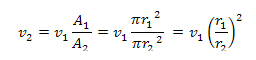 v₂ = v₁ A₁/A₂ = v₁ πr₁²/πr₂² = v₁ (r₁/r₂)²